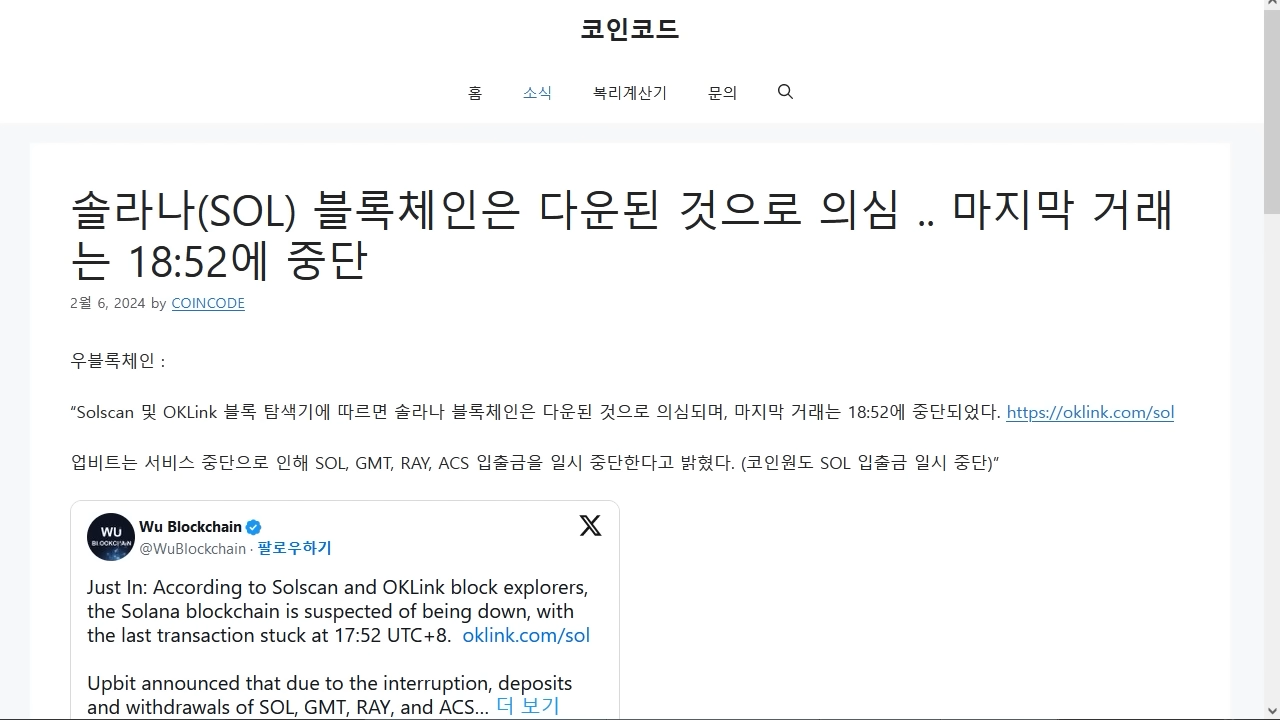 코인코드
홈 소식 복리계산기 문의
솔라나(SOL) 블록체인은 다운된 것으로 의심 .. 마지막 거래
는 18:52에 중단
2월 6, 2024 by COINCODE
우블록체인 :
“Solscan 및 OKLink 블록 탐색기에 따르면 솔라나 블록체인은 다운된 것으로 의심되며, 마지막 거래는 18:52에 중단되었다. https://oklink.com/sol
업비트는 서비스 중단으로 인해 SOL, GMT, RAY, ACS 입출금을 일시 중단한다고 밝혔다. (코인원도 SOL 입출금 일시 중단)”
WU
BLOCKCHAIN
Wu Blockchain
@WuBlockchain · 팔로우하기
Just In: According to Solscan and OKLink block explorers,
the Solana blockchain is suspected of being down, with
the last transaction stuck at 17:52 UTC+8. oklink.com/sol
Upbit announced that due to the interruption, deposits
and withdrawals of SOL, GMT, RAY, and ACS... 더 보기